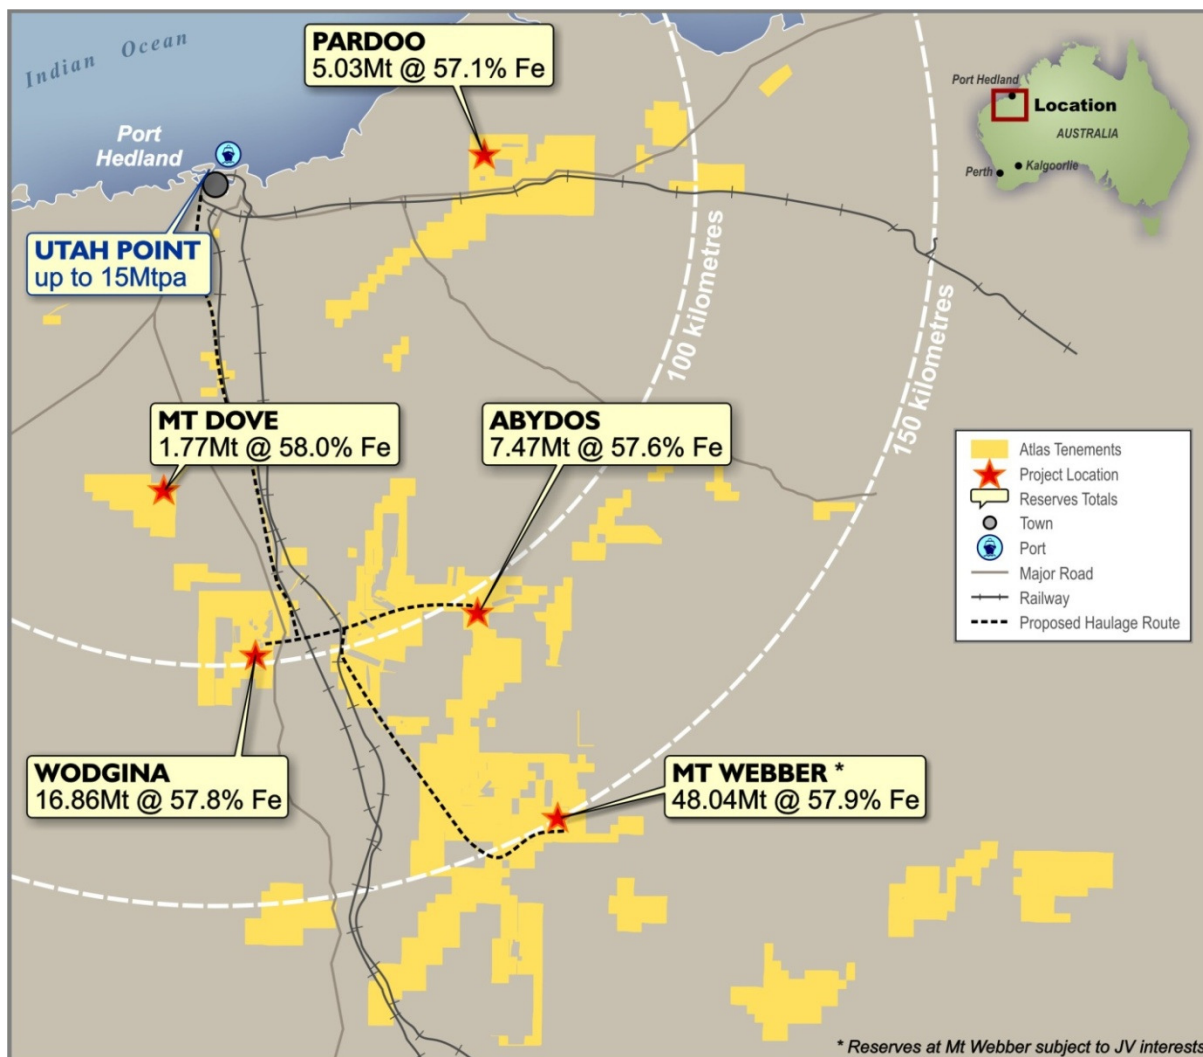 Indian Ocean
PARDOO
5.03Mt @ 57.1% Fe
Port Hedland
Location
AUSTRALIA
Perth
Kalgoorlie
Port
Hedland
UTAH POINT
up to 15Mtpa
100 kilometres
150 kilometres
MT DOVE
1.77Mt @ 58.0% Fe
ABYDOS
7.47Mt @ 57.6% Fe
Atlas Tenements
Project Location
Reserves Totals
Town
Port
Major Road
Railway
Proposed Haulage Route
WODGINA
16.86Mt @ 57.8% Fe
MT WEBBER *
48.04Mt @ 57.9% Fe
* Reserves at Mt Webber subject to JV interests